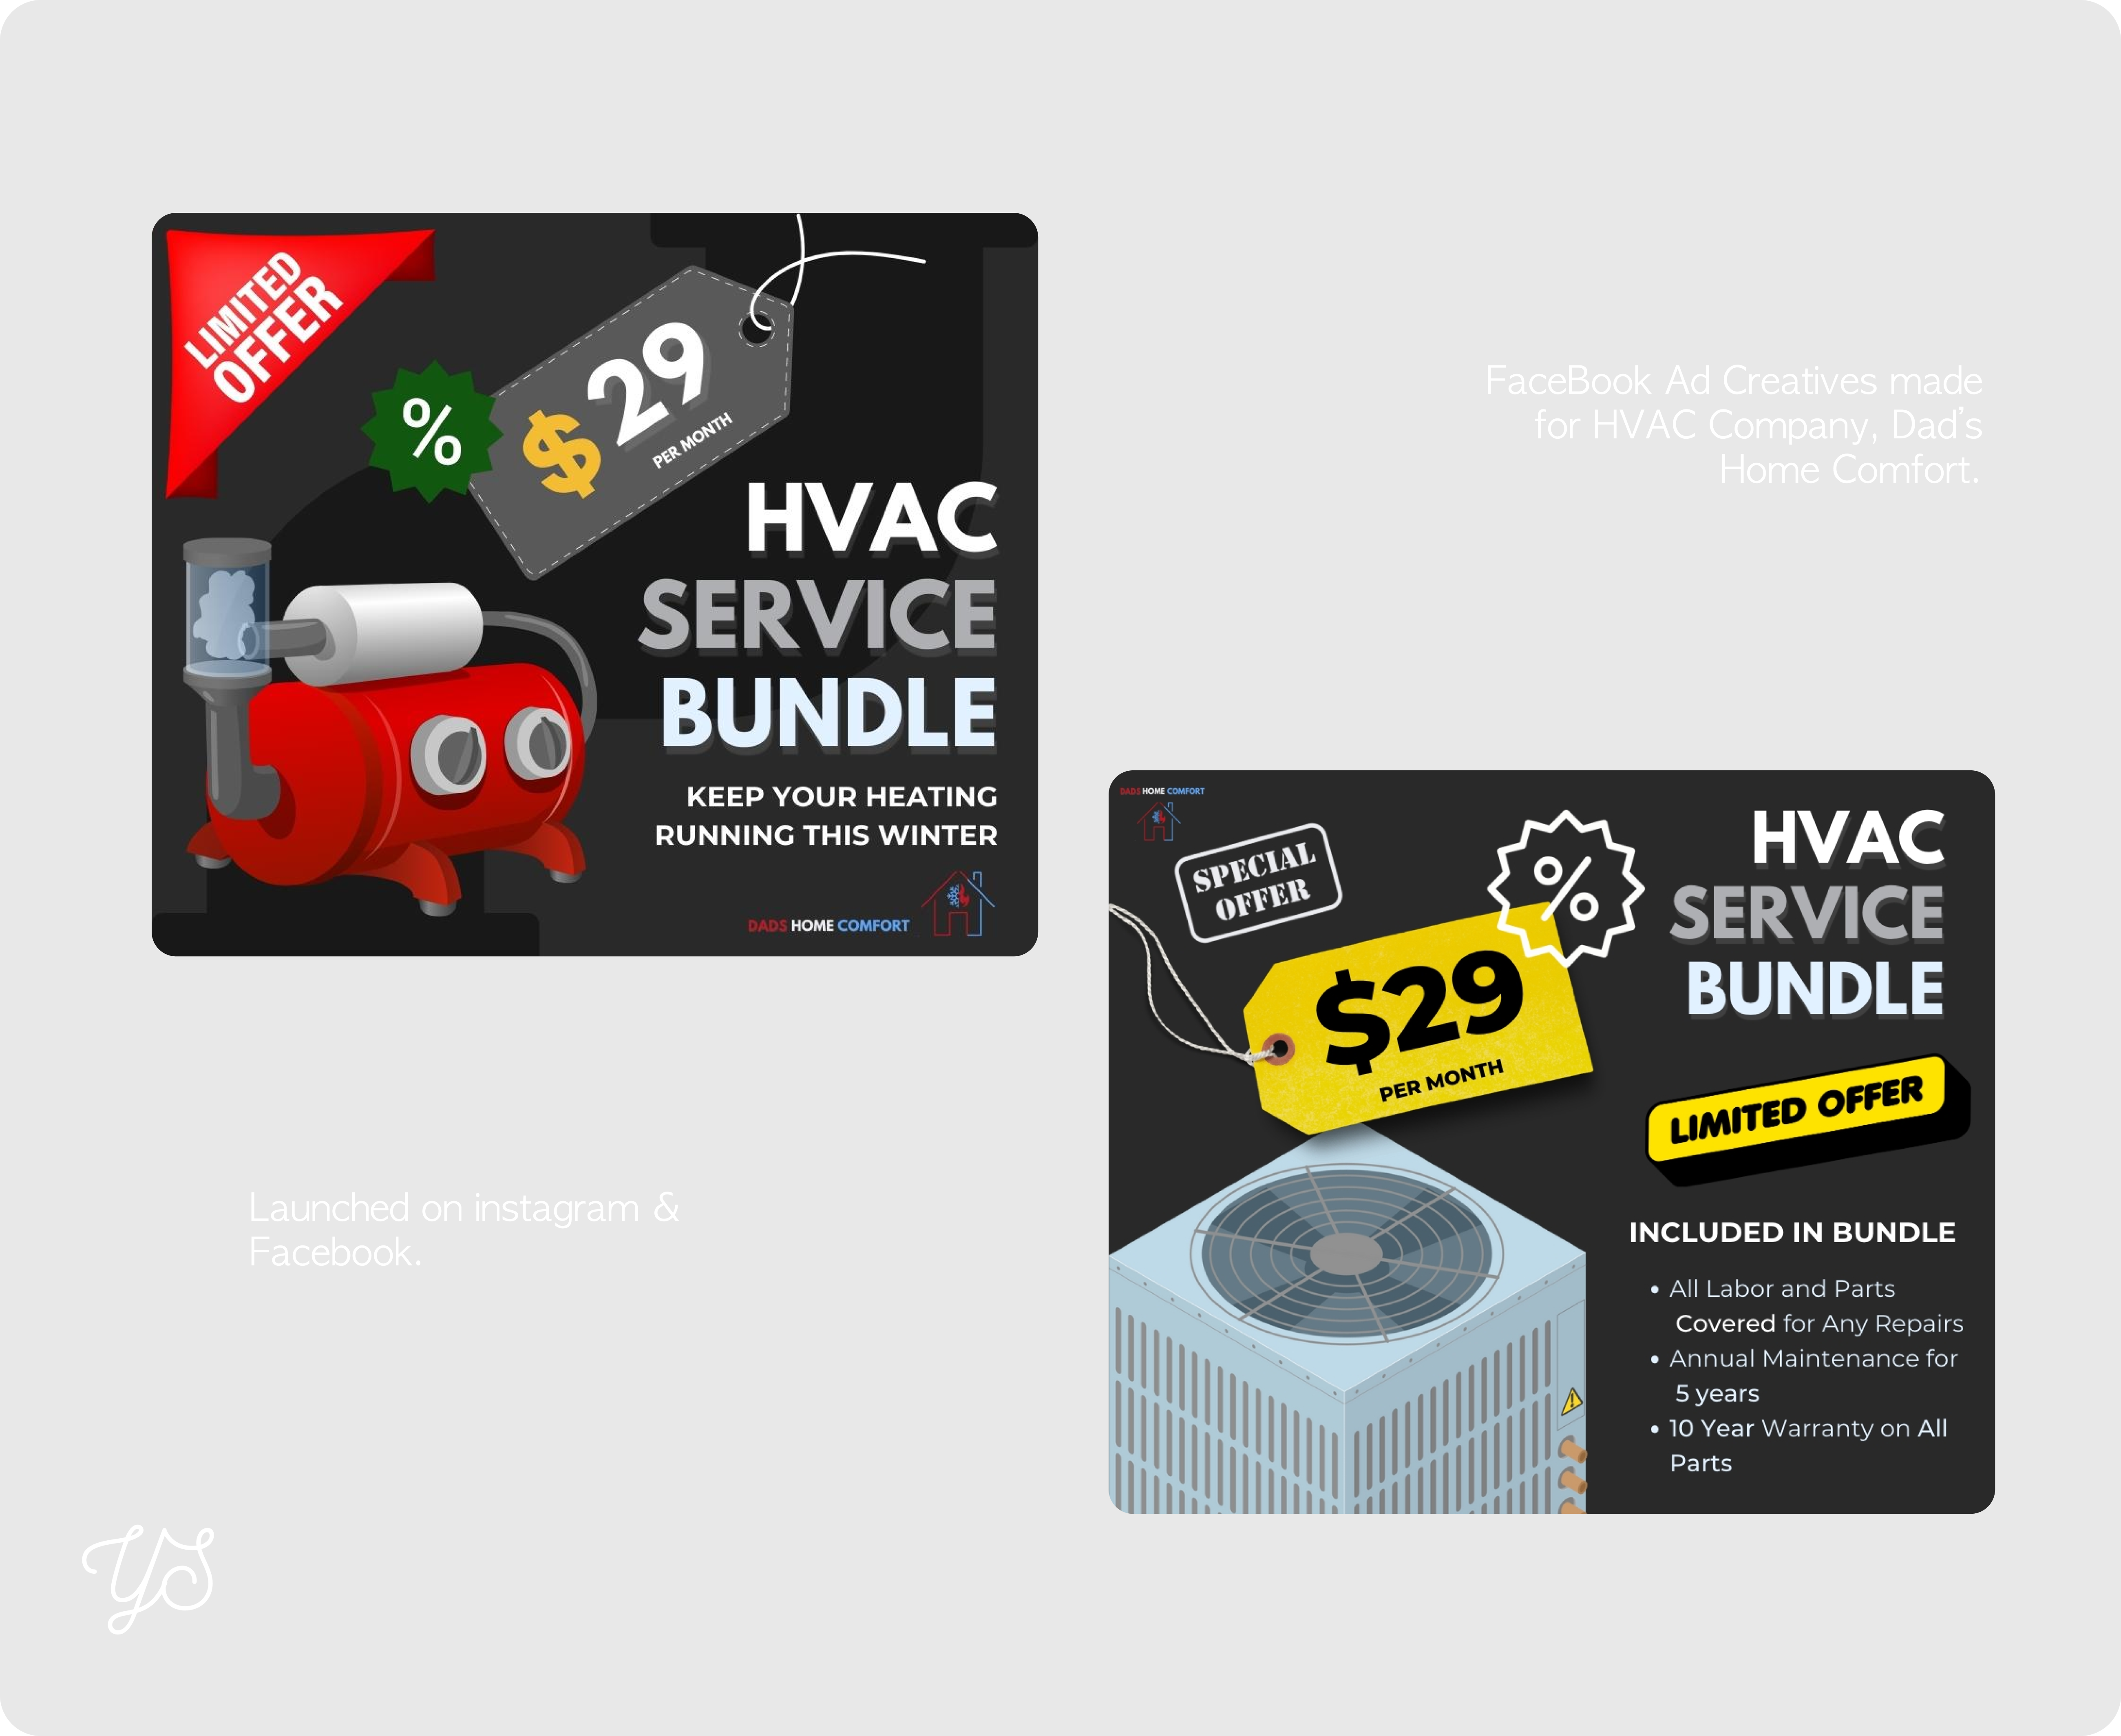 LIMITED
OFFER
%
$29
PER MONTH
HVAC
SERVICE
BUNDLE
KEEP YOUR HEATING
RUNNING THIS WINTER
DADS HOME COMFORT
FaceBook Ad Creatives made
for HVAC Company, Dad's
Home Comfort.
DADS HOME COMFORT
SPECIAL
OFFER
%
$29
PER MONTH
HVAC
SERVICE
BUNDLE
LIMITED OFFER
INCLUDED IN BUNDLE
• All Labor and Parts
Covered for Any Repairs
• Annual Maintenance for
5 years
• 10 Year Warranty on All
Parts
Launched on instagram &
Facebook.
YS